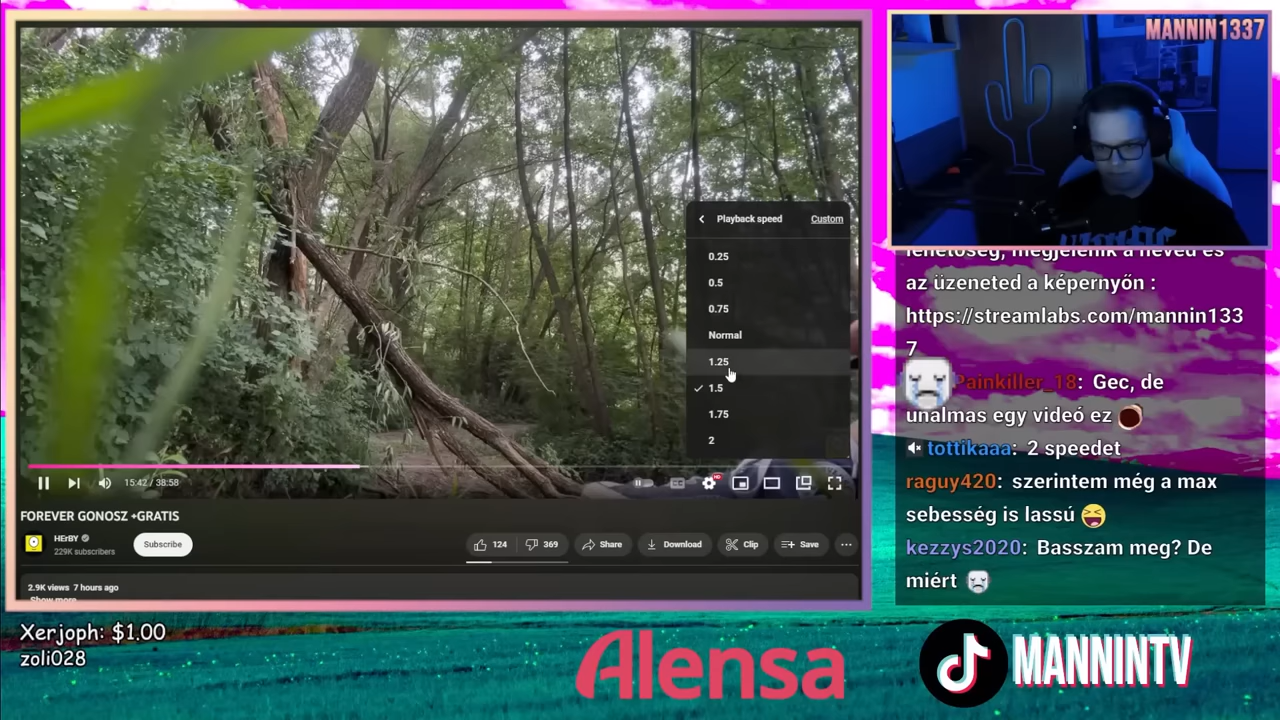 MANNIN1337
Playback speed Custom
0.25
0.5
0.75
Normal
1.25
1.5
1.75
2
15:42 / 38:58
HD
FOREVER GONOSZ +GRATIS
HErBY
229K subscribers
Subscribe
124
369
Share
Download
Clip
Save
2.9K views 7 hours ago
Show more
lehetőség, megjelenik a neved és
az üzeneted a képernyőn :
https://streamlabs.com/mannin133
7
Painkiller_18: Gec, de
unalmas egy videó ez
tottikaaa: 2 speedet
raguy420: szerintem még a max
sebesség is lassú 😆
kezzys2020: Basszam meg? De
miért
Xerjoph: $1.00
zoli028
Alensa
MANNINTV